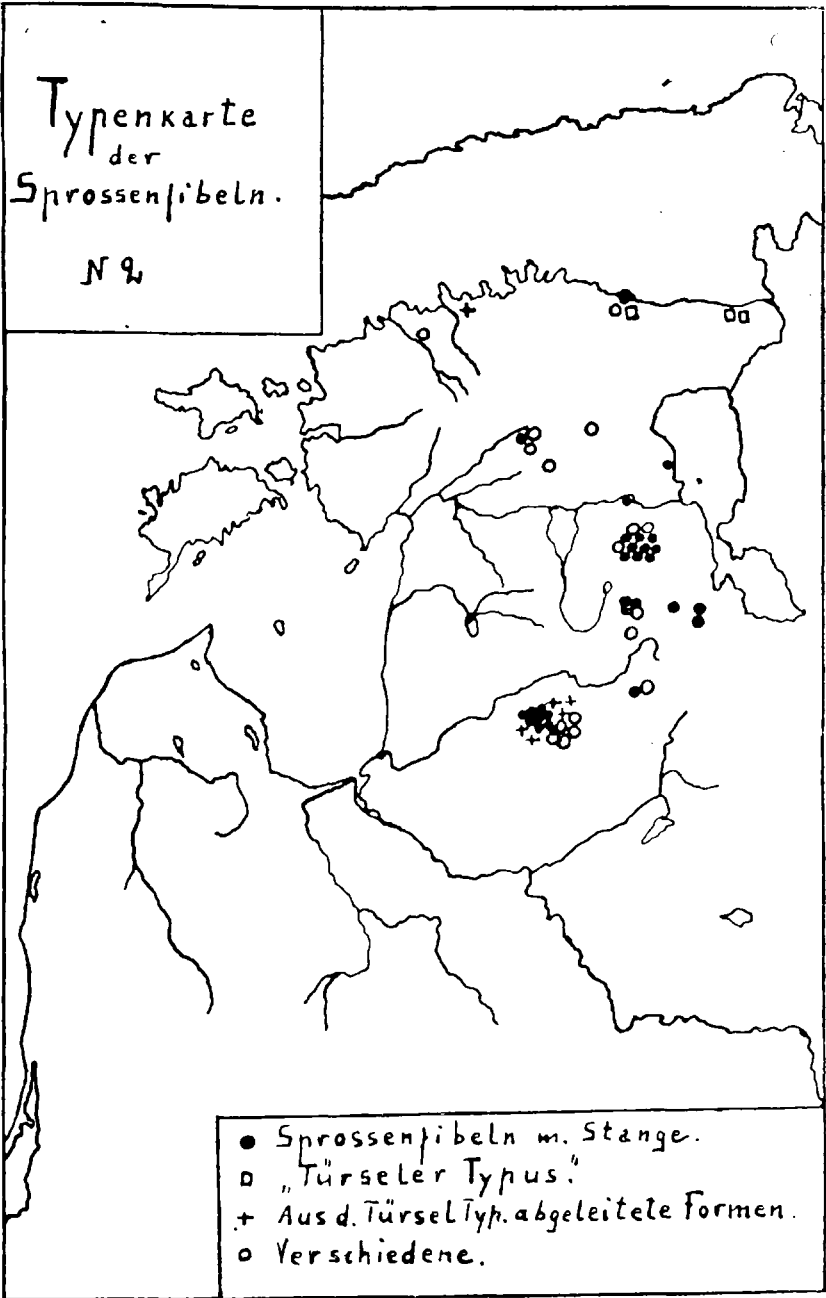 Typenkarte
der
Sprossenfibeln.
N 2
Sprossenfibeln m. Stange.
„Türseler Typus."
Aus d. Türsel Typ. abgeleitete Formen.
Verschiedene.